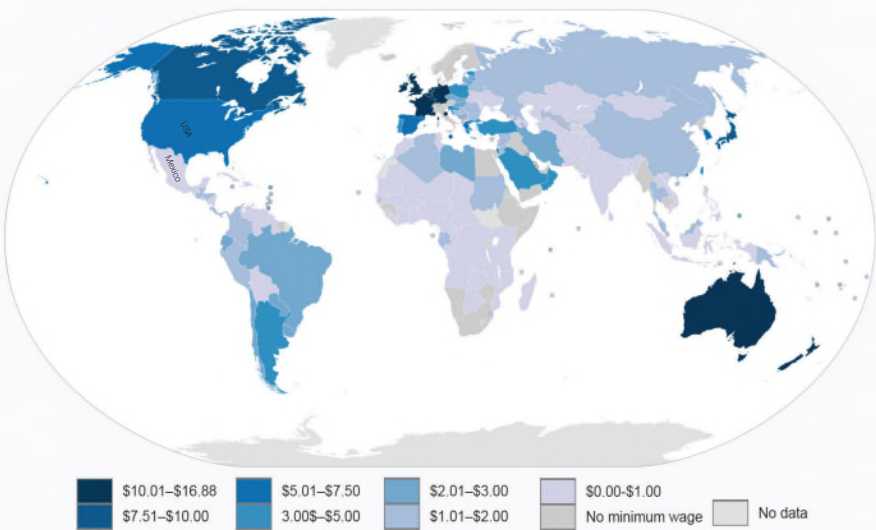 USA
Mexico
$10.01–$16.88
$7.51–$10.00
$5.01–$7.50
3.00$–$5.00
$2.01–$3.00
$1.01–$2.00
$0.00-$1.00
No minimum wage
No data